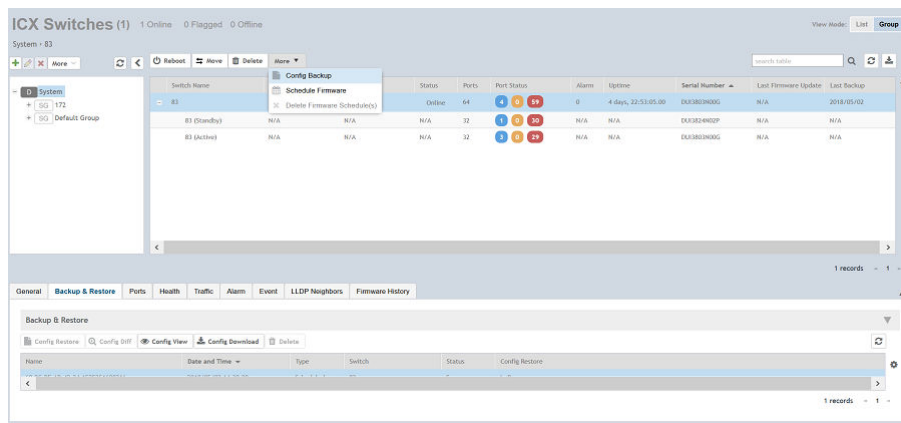 ICX Switches (1) 1 Online 0 Flagged 0 Offline
View Mode: List Group
System › 83
More
Reboot Move Delete More
search table
Config Backup
Schedule Firmware
Delete Firmware Schedule(s)
D System
SG 172
SG Default Group
Switch Name Status Ports Port Status Alarm Uptime Serial Number Last Firmware Update Last Backup
83 Online 64 4 0 59 0 4 days, 22:53:05.00 N/A 2018/05/02
83 (Standby) N/A N/A N/A 32 1 0 30 N/A N/A N/A N/A
83 (Active) N/A N/A N/A 32 3 0 29 N/A N/A N/A N/A
1 records 1
General Backup & Restore Ports Health Traffic Alarm Event LLDP Neighbors Firmware History
Backup & Restore
Config Restore Config Diff Config View Config Download Delete
Name Date and Time Type Switch Status Config Restore
1 records 1